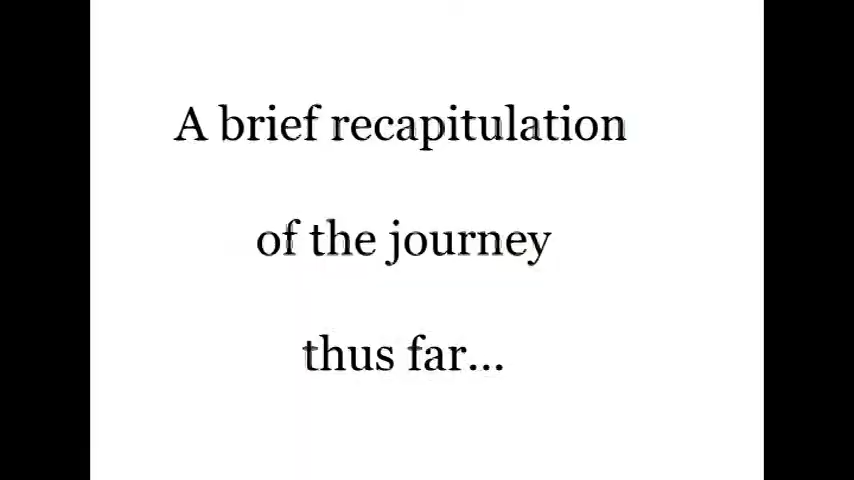 A brief recapitulation
of the journey
thus far...